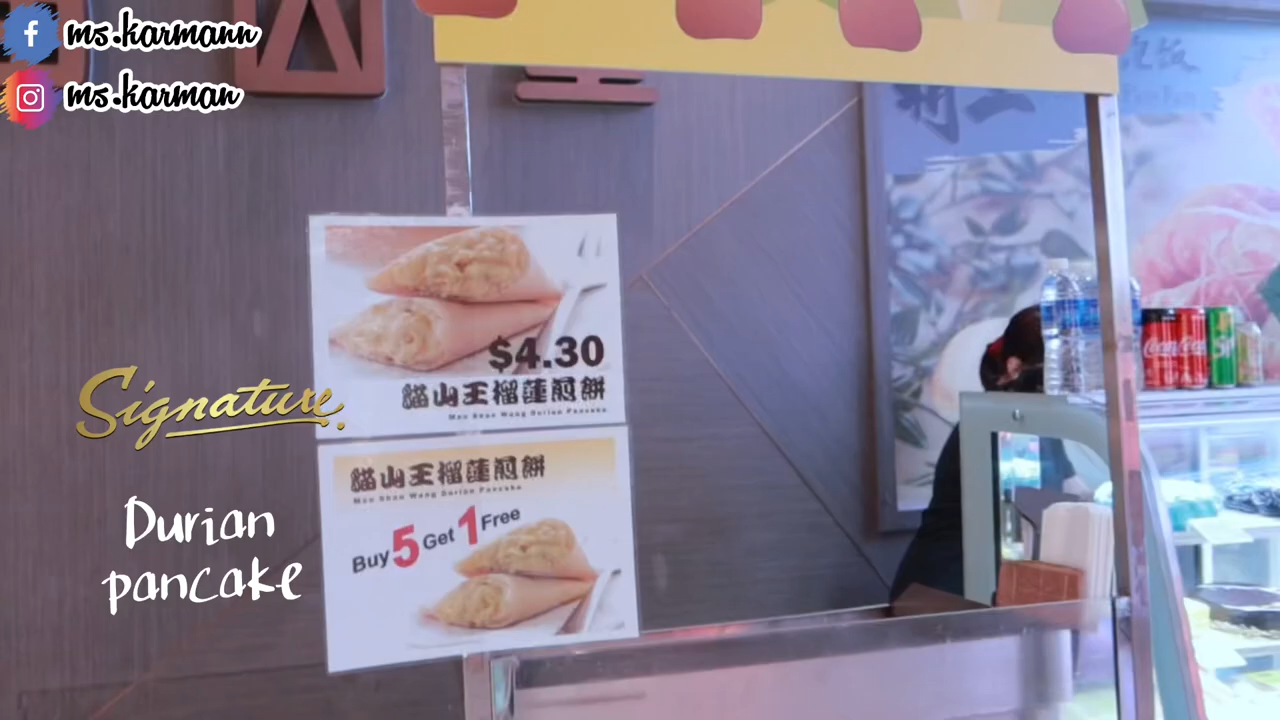 ms.karmann
ms.karman
$4.30
貓山王榴蓮煎餅
Mao Shan Wang Durian Pancake
貓山王榴蓮煎餅
Mao Shan Wang Durian Pancake
Buy 5 Get 1 Free
Signature.
Durian
pancake
Coca-Cola